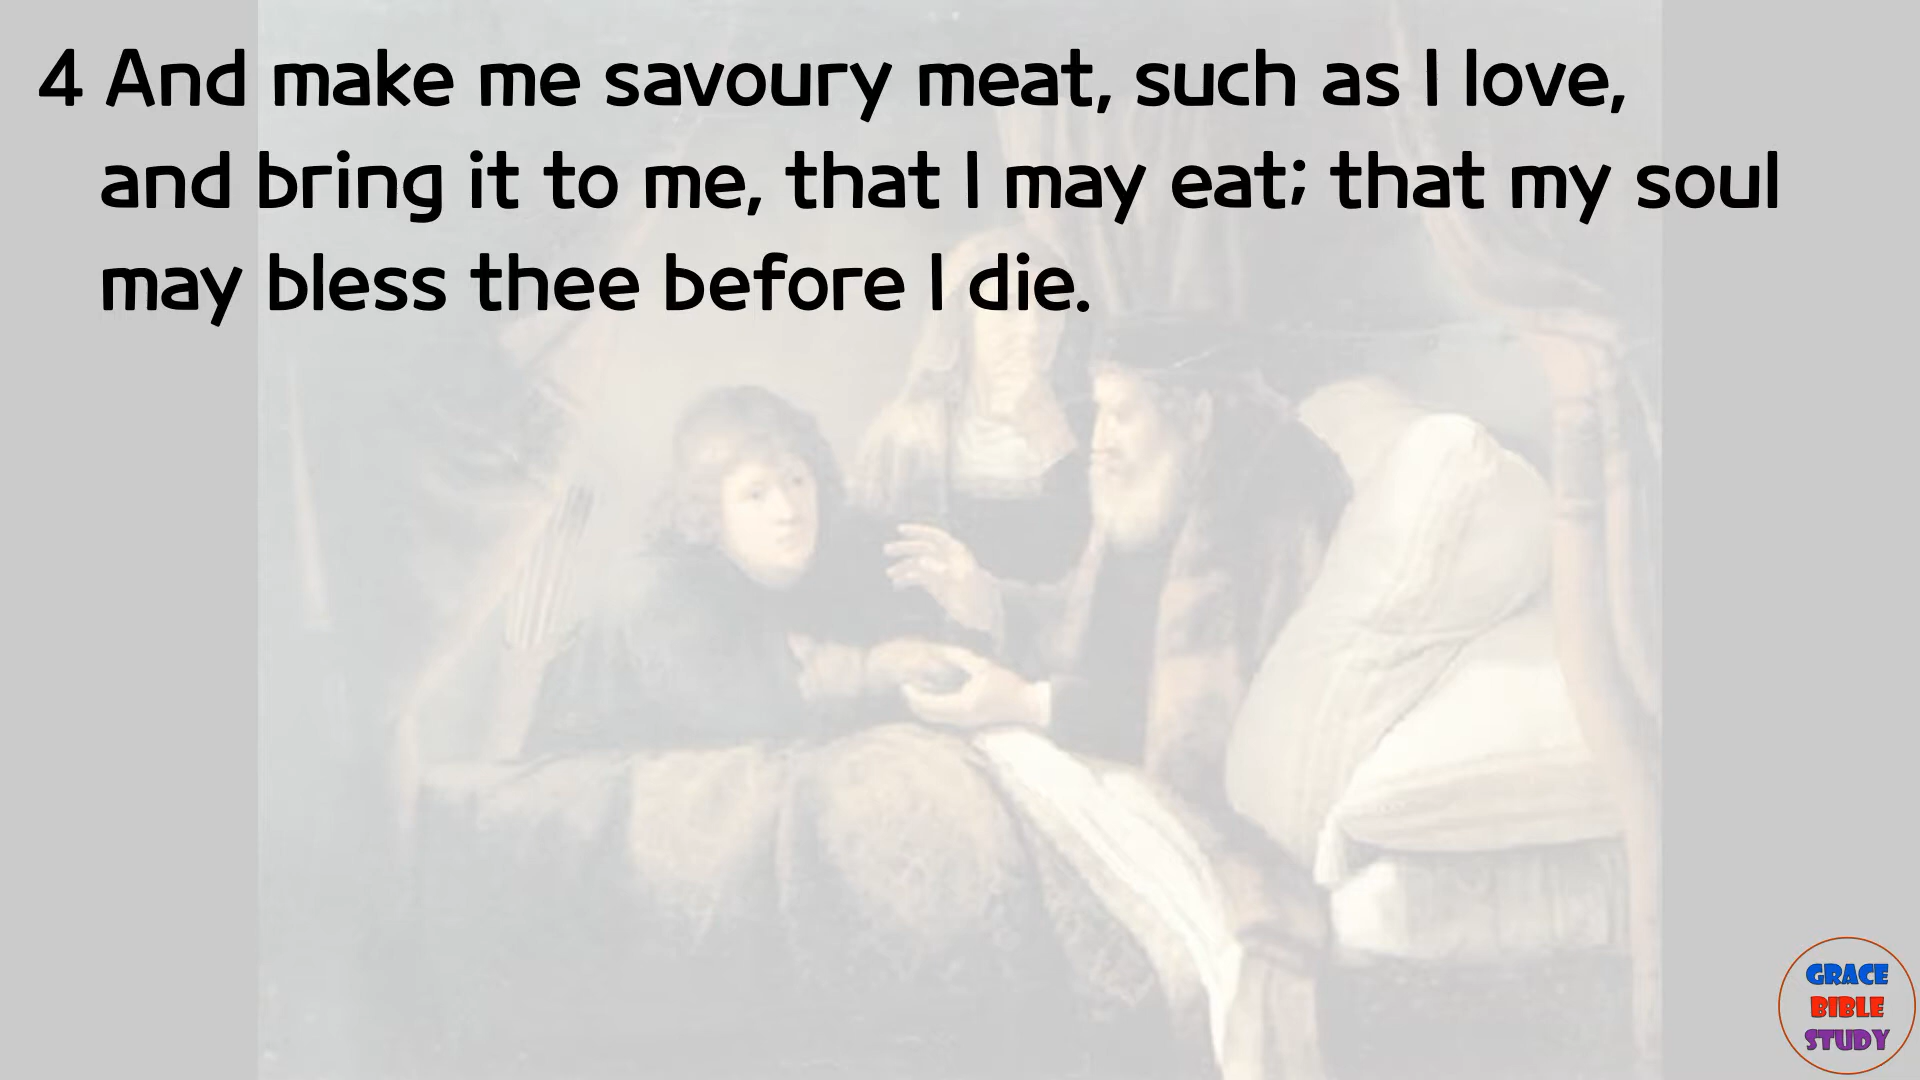 4 And make me savoury meat, such as I love,
and bring it to me, that I may eat; that my soul
may bless thee before I die.
GRACE
BIBLE
STUDY